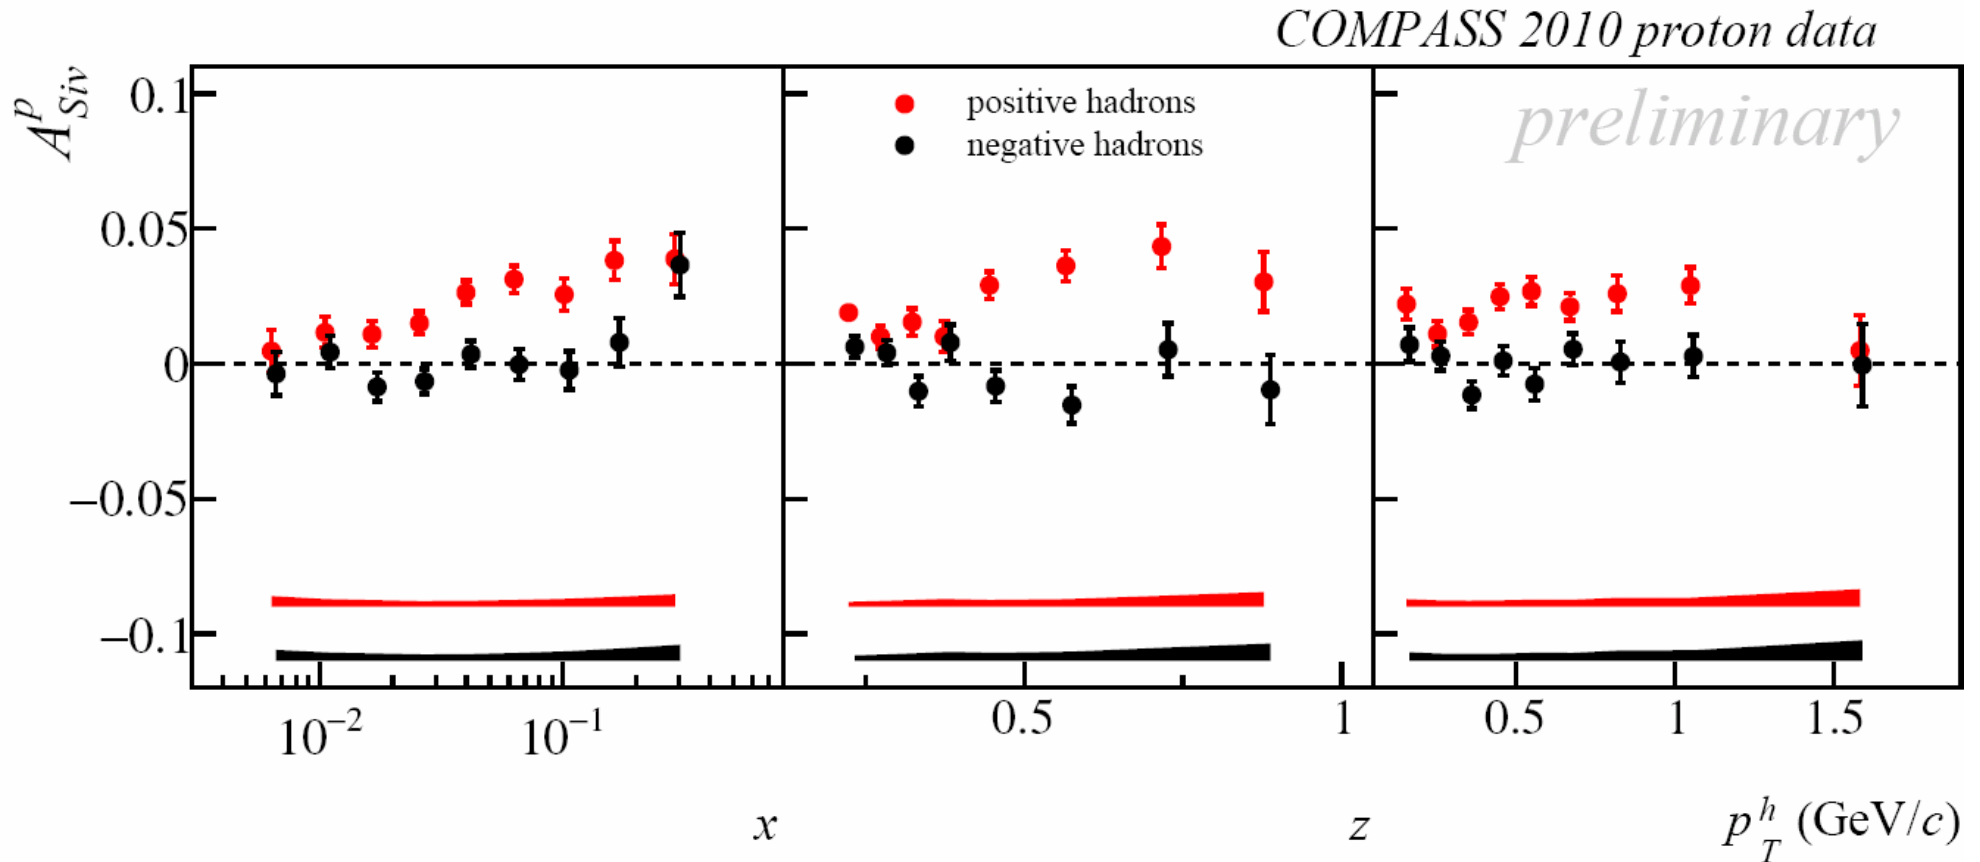 COMPASS 2010 proton data
A^p_Siv
0.1
0.05
0
−0.05
−0.1
positive hadrons
negative hadrons
preliminary
10^−2 10^−1
0.5 1
0.5 1 1.5
x
z
p_T^h (GeV/c)